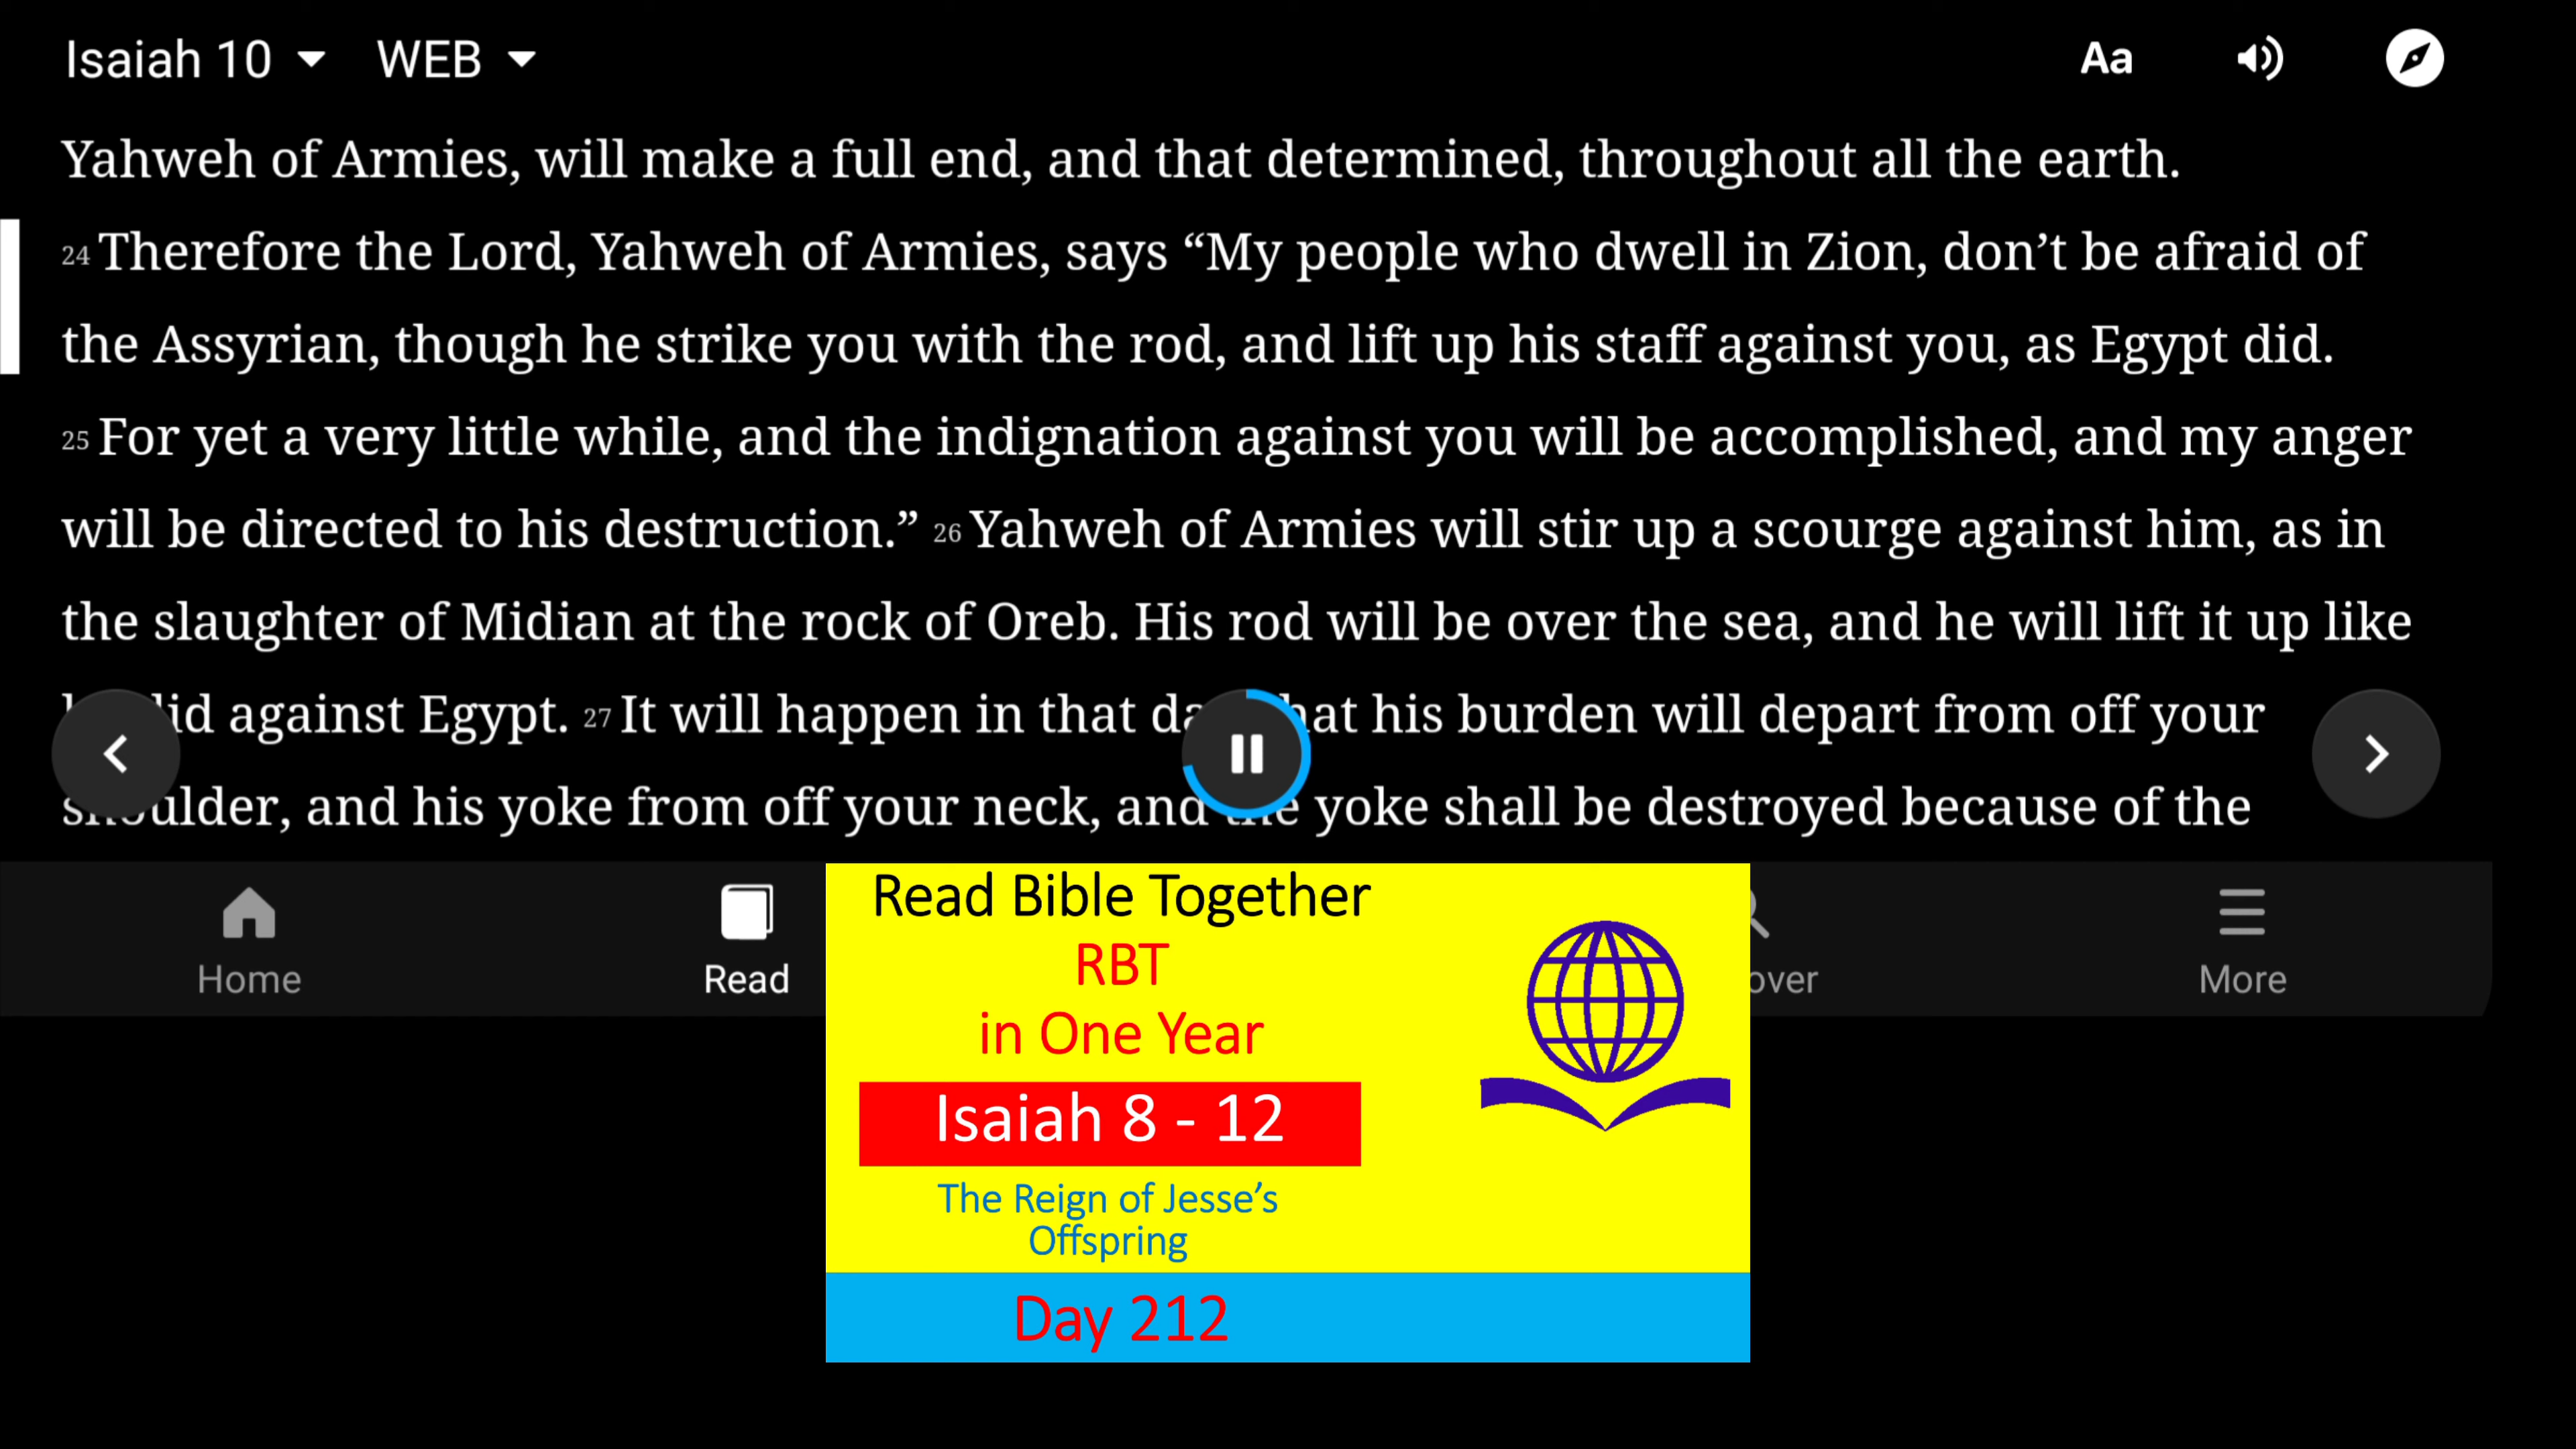 Isaiah 10 WEB Aa
Yahweh of Armies, will make a full end, and that determined, throughout all the earth.
24 Therefore the Lord, Yahweh of Armies, says “My people who dwell in Zion, don’t be afraid of
the Assyrian, though he strike you with the rod, and lift up his staff against you, as Egypt did.
25 For yet a very little while, and the indignation against you will be accomplished, and my anger
will be directed to his destruction.” 26 Yahweh of Armies will stir up a scourge against him, as in
the slaughter of Midian at the rock of Oreb. His rod will be over the sea, and he will lift it up like
against Egypt. 27 It will happen in that his burden will depart from off your
and his yoke from off your neck, and yoke shall be destroyed because of the
Home Read More
Read Bible Together
RBT
in One Year
Isaiah 8 - 12
The Reign of Jesse’s
Offspring
Day 212